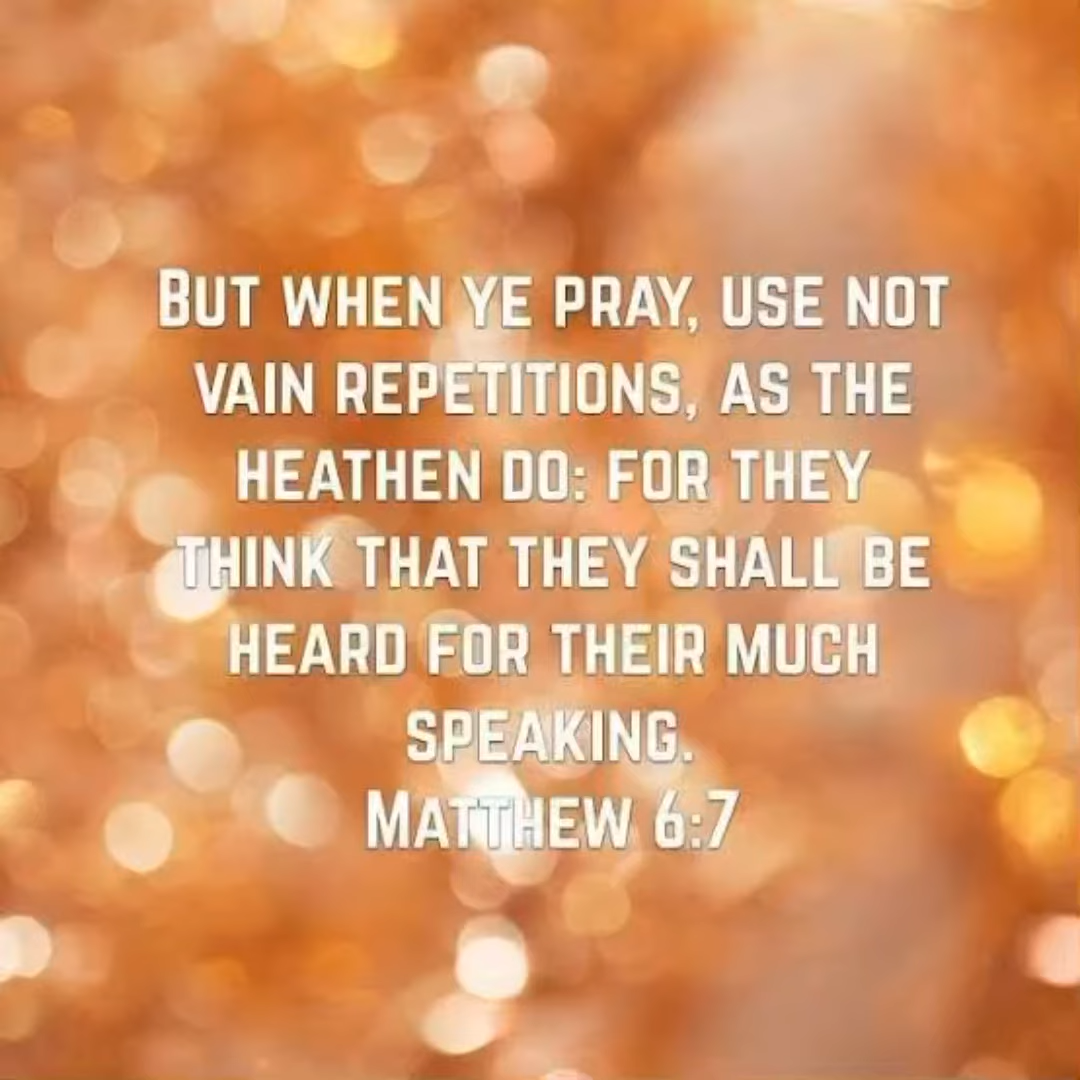 But when ye pray, use not
vain repetitions, as the
heathen do: for they
think that they shall be
heard for their much
speaking.
Matthew 6:7